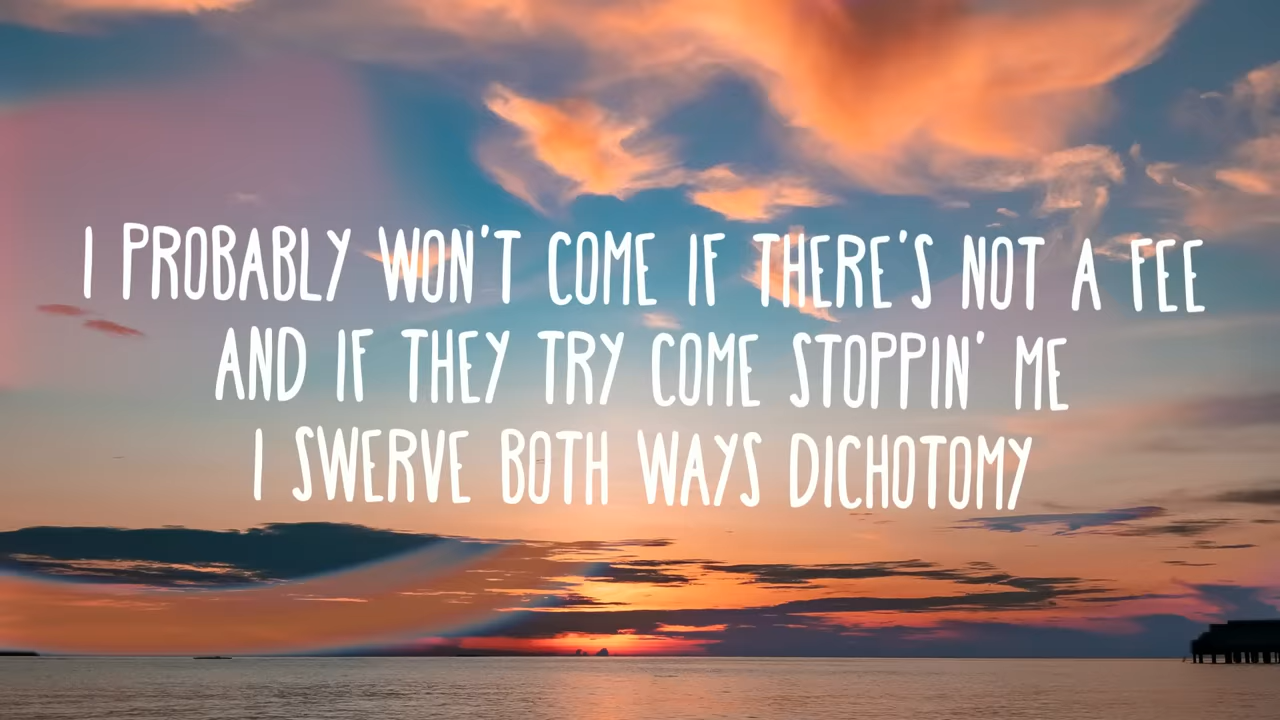 I PROBABLY WON'T COME IF THERE'S NOT A FEE
AND IF THEY TRY COME STOPPIN' ME
I SWERVE BOTH WAYS DICHOTOMY